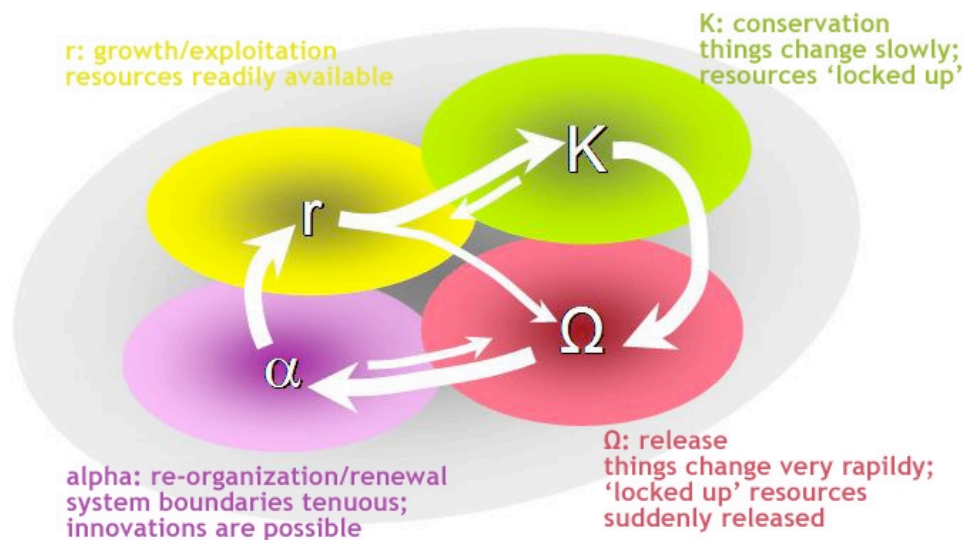 r: growth/exploitation
resources readily available
K: conservation
things change slowly;
resources ‘locked up’
K
r
Ω
α
alpha: re-organization/renewal
system boundaries tenuous;
innovations are possible
Ω: release
things change very rapildy;
‘locked up’ resources
suddenly released